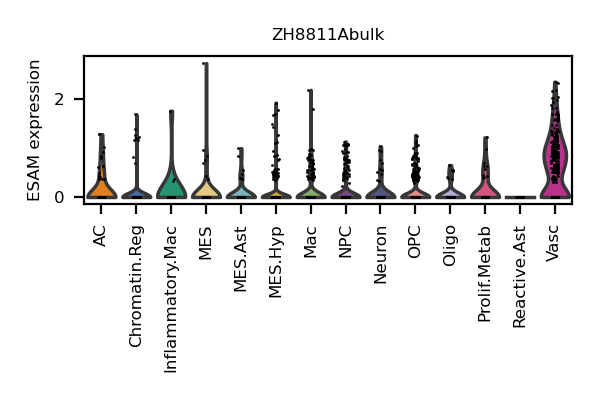 ZH8811Abulk
ESAM expression
2
0
AC
Chromatin.Reg
Inflammatory.Mac
MES
MES.Ast
MES.Hyp
Mac
NPC
Neuron
OPC
Oligo
Prolif.Metab
Reactive.Ast
Vasc